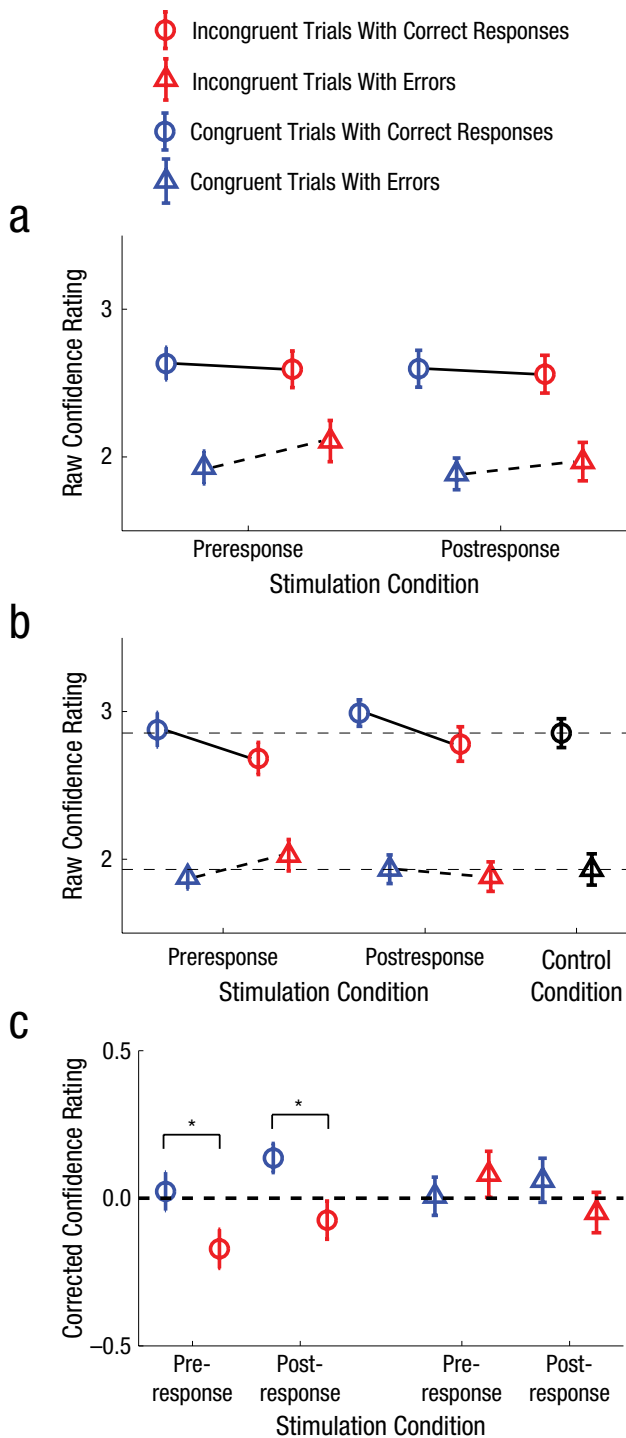 Incongruent Trials With Correct Responses
Incongruent Trials With Errors
Congruent Trials With Correct Responses
Congruent Trials With Errors
a
Raw Confidence Rating
3
2
Preresponse Postresponse
Stimulation Condition
b
Raw Confidence Rating
3
2
Preresponse Postresponse Control
Condition
Stimulation Condition
c
Corrected Confidence Rating
0.5
* *
0.0
–0.5
Pre- Post- Pre- Post-
response response response response
Stimulation Condition